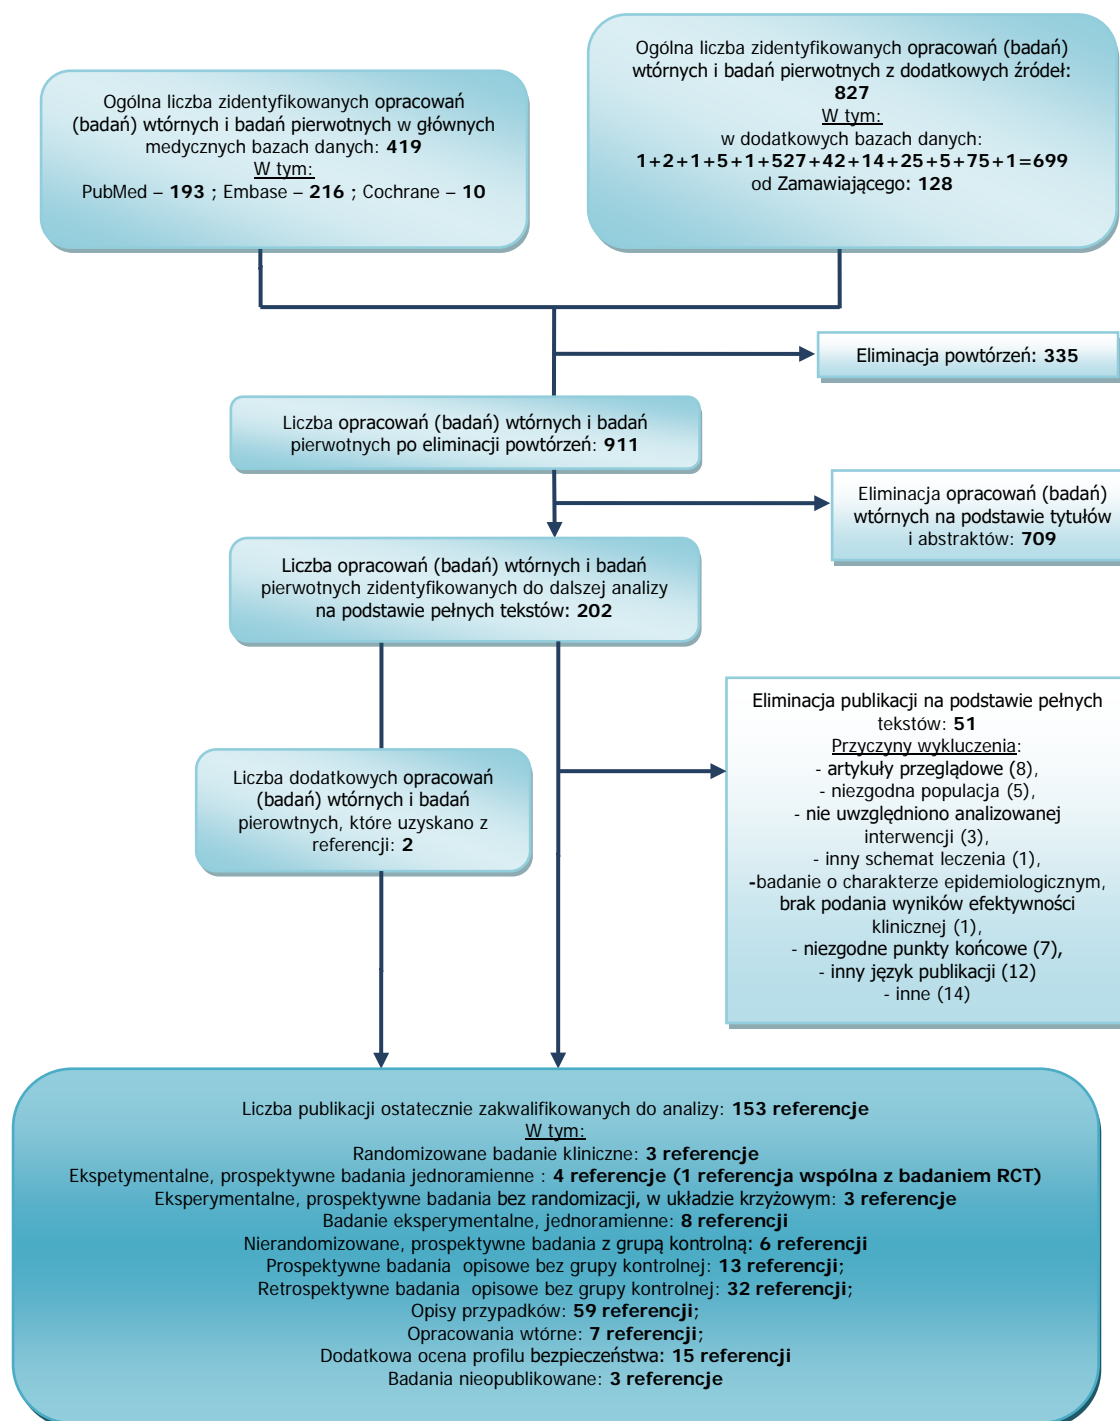 Ogólna liczba zidentyfikowanych opracowań
(badań) wtórnych i badań pierwotnych w głównych
medycznych bazach danych: 419
W tym:
PubMed – 193 ; Embase – 216 ; Cochrane – 10
Ogólna liczba zidentyfikowanych opracowań (badań)
wtórnych i badań pierwotnych z dodatkowych źródeł:
827
W tym:
w dodatkowych bazach danych:
1+2+1+5+1+527+42+14+25+5+75+1=699
od Zamawiającego: 128
Eliminacja powtórzeń: 335
Liczba opracowań (badań) wtórnych i badań
pierwotnych po eliminacji powtórzeń: 911
Eliminacja opracowań (badań)
wtórnych na podstawie tytułów
i abstraktów: 709
Liczba opracowań (badań) wtórnych i badań
pierwotnych zidentyfikowanych do dalszej analizy
na podstawie pełnych tekstów: 202
Eliminacja publikacji na podstawie pełnych
tekstów: 51
Przyczyny wykluczenia:
- artykuły przeglądowe (8),
- niezgodna populacja (5),
- nie uwzględniono analizowanej
interwencji (3),
- inny schemat leczenia (1),
-badanie o charakterze epidemiologicznym,
brak podania wyników efektywności
klinicznej (1),
- niezgodne punkty końcowe (7),
- inny język publikacji (12)
- inne (14)
Liczba dodatkowych opracowań
(badań) wtórnych i badań
pierowtnych, które uzyskano z
referencji: 2
Liczba publikacji ostatecznie zakwalifikowanych do analizy: 153 referencje
W tym:
Randomizowane badanie kliniczne: 3 referencje
Ekspetymentalne, prospektywne badania jednoramienne : 4 referencje (1 referencja wspólna z badaniem RCT)
Eksperymentalne, prospektywne badania bez randomizacji, w układzie krzyżowym: 3 referencje
Badanie eksperymentalne, jednoramienne: 8 referencji
Nierandomizowane, prospektywne badania z grupą kontrolną: 6 referencji
Prospektywne badania opisowe bez grupy kontrolnej: 13 referencji;
Retrospektywne badania opisowe bez grupy kontrolnej: 32 referencje;
Opisy przypadków: 59 referencji;
Opracowania wtórne: 7 referencji;
Dodatkowa ocena profilu bezpieczeństwa: 15 referencji
Badania nieopublikowane: 3 referencje